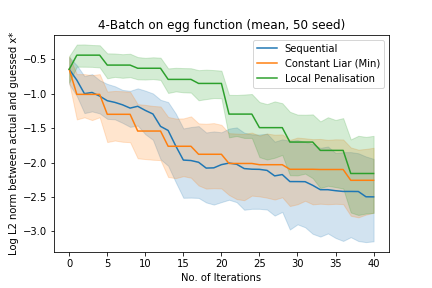 4-Batch on egg function (mean, 50 seed)
Sequential
Constant Liar (Min)
Local Penalisation
Log L2 norm between actual and guessed x*
−0.5
−1.0
−1.5
−2.0
−2.5
−3.0
0 5 10 15 20 25 30 35 40
No. of Iterations